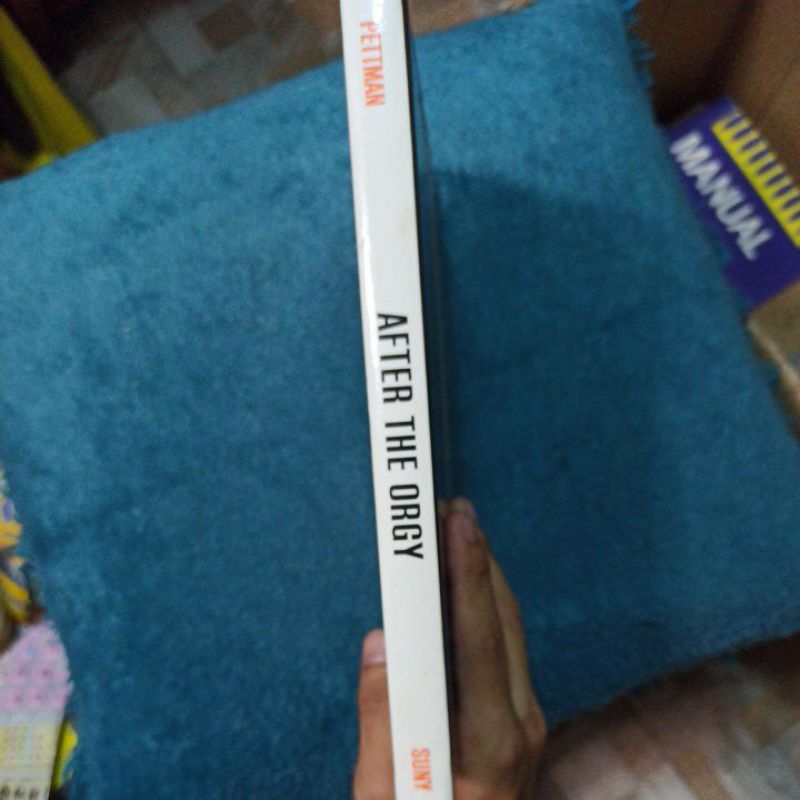 PETTMAN
AFTER THE ORGY
SUNY
MANUAL